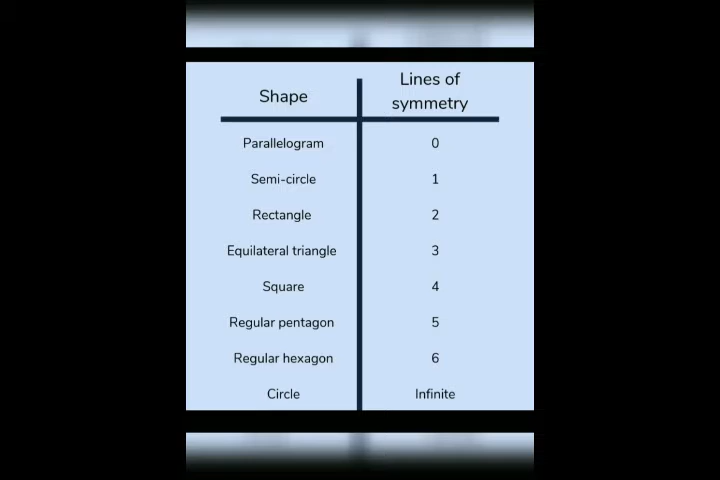 Shape
Lines of
symmetry
Parallelogram 0
Semi-circle 1
Rectangle 2
Equilateral triangle 3
Square 4
Regular pentagon 5
Regular hexagon 6
Circle Infinite